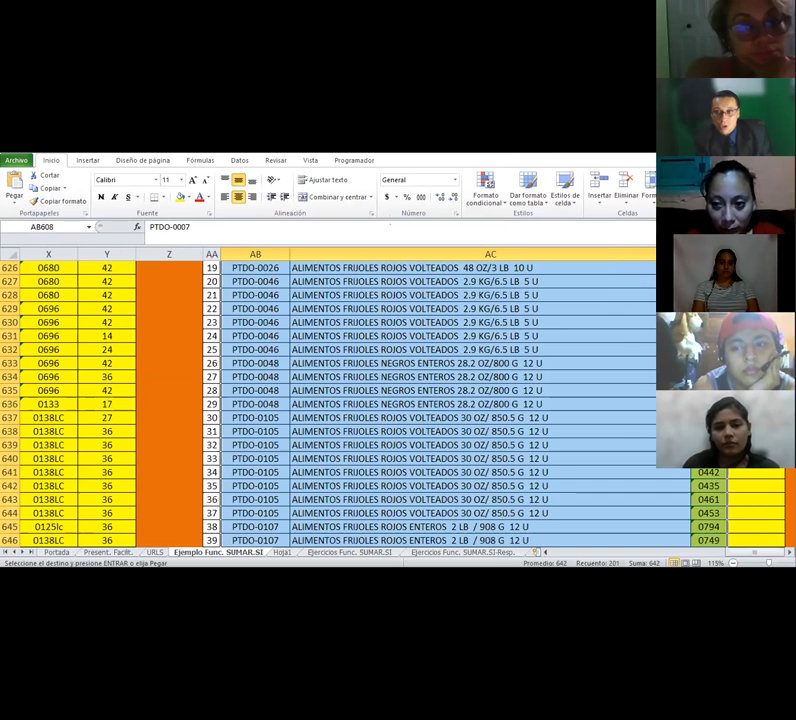 Archivo Inicio Insertar Diseño de página Fórmulas Datos Revisar Vista Programador
Pegar
Cortar
Copiar
Copiar formato
Portapapeles
Calibri 11
N K S
Fuente
Ajustar texto
Combinar y centrar
Alineación
General
$ % 000
Número
Formato condicional
Dar formato como tabla
Estilos de celda
Estilos
Insertar Eliminar Formato
Celdas
AB608 fx PTDO-0007
X Y Z AA AB AC
626 0680 42 19 PTDO-0026 ALIMENTOS FRIJOLES ROJOS VOLTEADOS 48 OZ/3 LB 10 U
627 0680 42 20 PTDO-0046 ALIMENTOS FRIJOLES ROJOS VOLTEADOS 2.9 KG/6.5 LB 5 U
628 0680 42 21 PTDO-0046 ALIMENTOS FRIJOLES ROJOS VOLTEADOS 2.9 KG/6.5 LB 5 U
629 0696 42 22 PTDO-0046 ALIMENTOS FRIJOLES ROJOS VOLTEADOS 2.9 KG/6.5 LB 5 U
630 0696 42 23 PTDO-0046 ALIMENTOS FRIJOLES ROJOS VOLTEADOS 2.9 KG/6.5 LB 5 U
631 0696 14 24 PTDO-0046 ALIMENTOS FRIJOLES ROJOS VOLTEADOS 2.9 KG/6.5 LB 5 U
632 0696 24 25 PTDO-0046 ALIMENTOS FRIJOLES ROJOS VOLTEADOS 2.9 KG/6.5 LB 5 U
633 0696 42 26 PTDO-0048 ALIMENTOS FRIJOLES NEGROS ENTEROS 28.2 OZ/800 G 12 U
634 0696 36 27 PTDO-0048 ALIMENTOS FRIJOLES NEGROS ENTEROS 28.2 OZ/800 G 12 U
635 0696 42 28 PTDO-0048 ALIMENTOS FRIJOLES NEGROS ENTEROS 28.2 OZ/800 G 12 U
636 0133 17 29 PTDO-0048 ALIMENTOS FRIJOLES NEGROS ENTEROS 28.2 OZ/800 G 12 U
637 0138LC 27 30 PTDO-0105 ALIMENTOS FRIJOLES ROJOS VOLTEADOS 30 OZ/ 850.5 G 12 U
638 0138LC 36 31 PTDO-0105 ALIMENTOS FRIJOLES ROJOS VOLTEADOS 30 OZ/ 850.5 G 12 U
639 0138LC 36 32 PTDO-0105 ALIMENTOS FRIJOLES ROJOS VOLTEADOS 30 OZ/ 850.5 G 12 U
640 0138LC 36 33 PTDO-0105 ALIMENTOS FRIJOLES ROJOS VOLTEADOS 30 OZ/ 850.5 G 12 U
641 0138LC 36 34 PTDO-0105 ALIMENTOS FRIJOLES ROJOS VOLTEADOS 30 OZ/ 850.5 G 12 U 0442
642 0138LC 36 35 PTDO-0105 ALIMENTOS FRIJOLES ROJOS VOLTEADOS 30 OZ/ 850.5 G 12 U 0435
643 0138LC 36 36 PTDO-0105 ALIMENTOS FRIJOLES ROJOS VOLTEADOS 30 OZ/ 850.5 G 12 U 0461
644 0138LC 36 37 PTDO-0105 ALIMENTOS FRIJOLES ROJOS VOLTEADOS 30 OZ/ 850.5 G 12 U 0453
645 0125lc 36 38 PTDO-0107 ALIMENTOS FRIJOLES ROJOS ENTEROS 2 LB / 908 G 12 U 0794
646 0138LC 36 39 PTDO-0107 ALIMENTOS FRIJOLES ROJOS ENTEROS 2 LB / 908 G 12 U 0749
Portada Present. Facilit. URLS Ejemplo Func. SUMAR.SI Hoja1 Ejercicios Func. SUMAR.SI Ejercicios Func. SUMAR.SI-Resp.
Seleccione el destino y presione ENTRAR o elija Pegar Promedio: 642 Recuento: 201 Suma: 642 115%